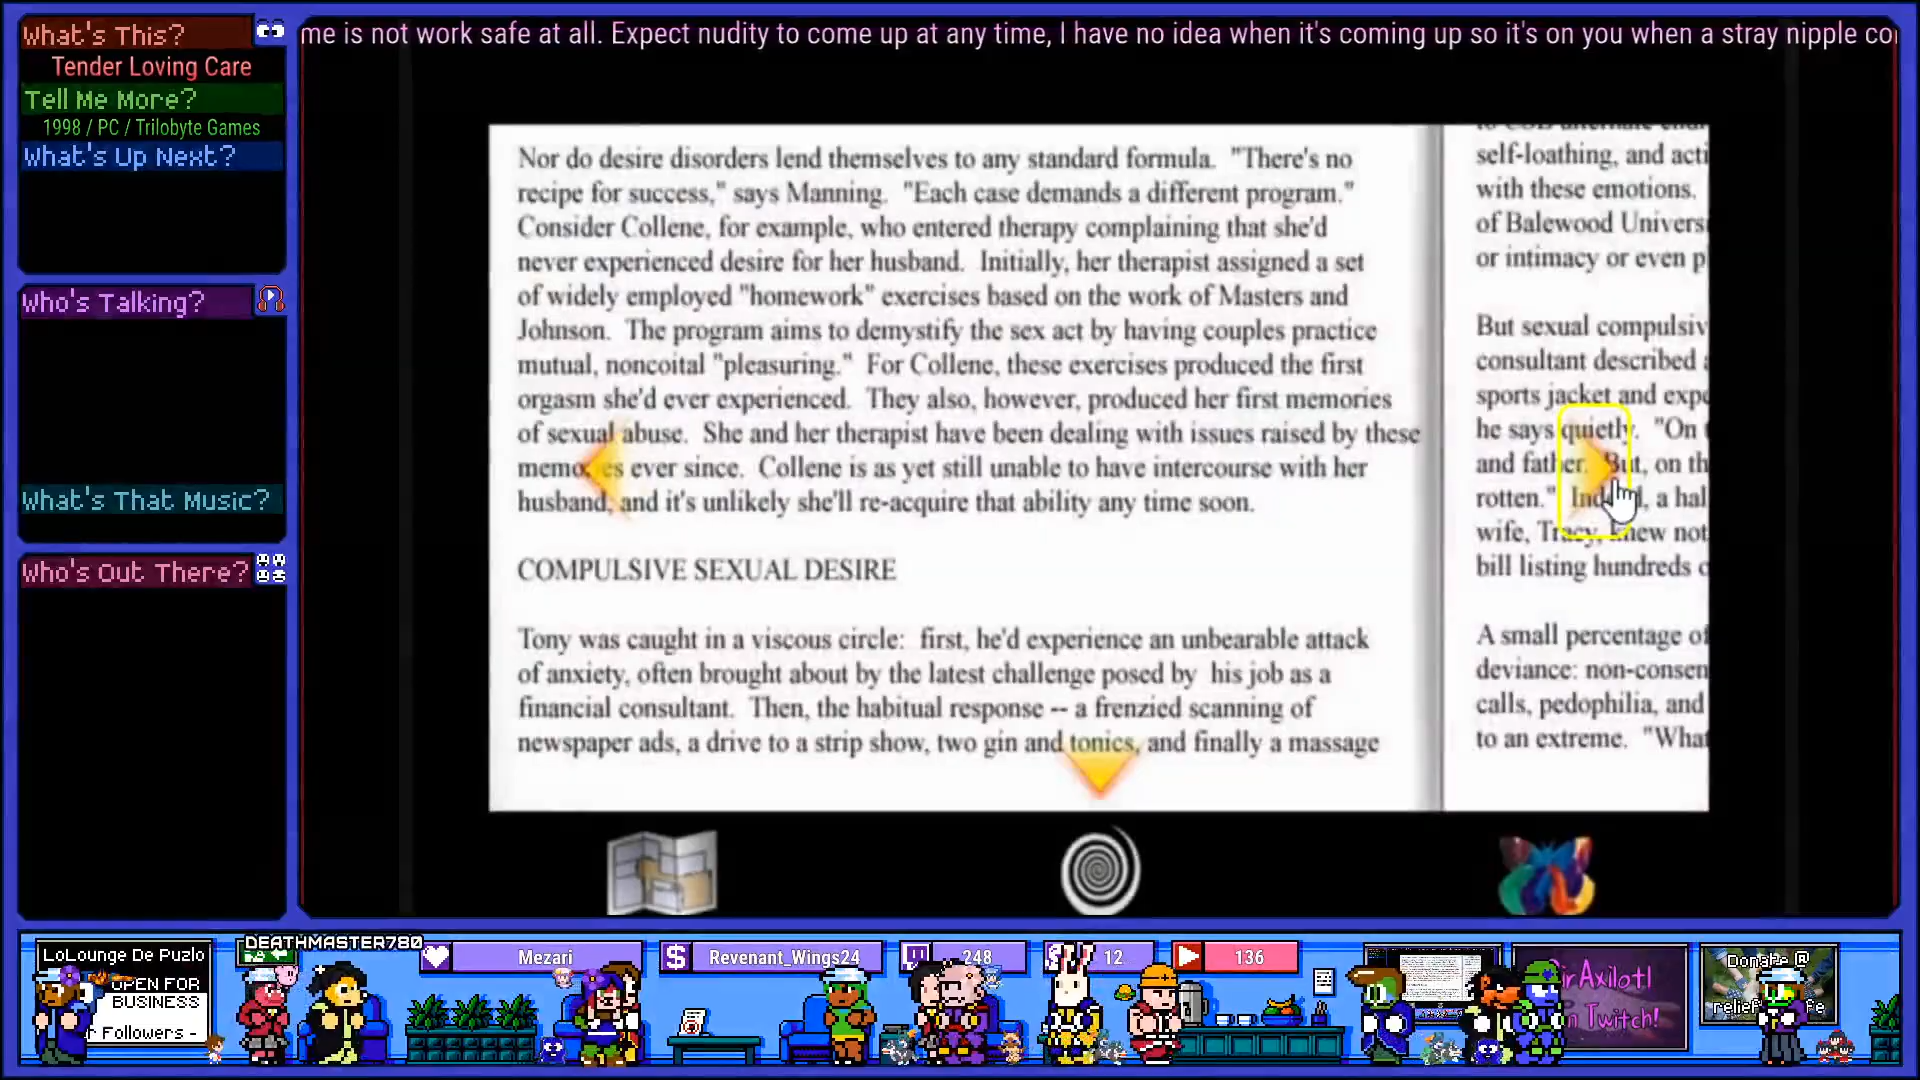 What's This?
Tender Loving Care
Tell Me More?
1998 / PC / Trilobyte Games
What's Up Next?
Who's Talking?
What's That Music?
Who's Out There?
me is not work safe at all. Expect nudity to come up at any time, I have no idea when it's coming up so it's on you when a stray nipple co
Nor do desire disorders lend themselves to any standard formula. "There's no
recipe for success," says Manning. "Each case demands a different program."
Consider Collene, for example, who entered therapy complaining that she'd
never experienced desire for her husband. Initially, her therapist assigned a set
of widely employed "homework" exercises based on the work of Masters and
Johnson. The program aims to demystify the sex act by having couples practice
mutual, noncoital "pleasuring." For Collene, these exercises produced the first
orgasm she'd ever experienced. They also, however, produced her first memories
of sexual abuse. She and her therapist have been dealing with issues raised by these
memories ever since. Collene is as yet still unable to have intercourse with her
husband, and it's unlikely she'll re-acquire that ability any time soon.
COMPULSIVE SEXUAL DESIRE
Tony was caught in a viscous circle: first, he'd experience an unbearable attack
of anxiety, often brought about by the latest challenge posed by his job as a
financial consultant. Then, the habitual response -- a frenzied scanning of
newspaper ads, a drive to a strip show, two gin and tonics, and finally a massage
self-loathing, and acti
with these emotions.
of Balewood Univers
or intimacy or even p
But sexual compulsiv
consultant described
sports jacket and expe
he says quietly. "On
and father. But, on th
rotten." Indeed, a hal
wife, Tracy, knew not
bill listing hundreds
A small percentage of
deviance: non-consen
calls, pedophilia, and
to an extreme. "What
LoLounge De Puzlo
OPEN FOR
BUSINESS
r Followers -
DEATHMASTER780
Mezari
Revenant_Wings24
248
12
136
irAxilotl
n Twitch!
Donate @
relief
fe